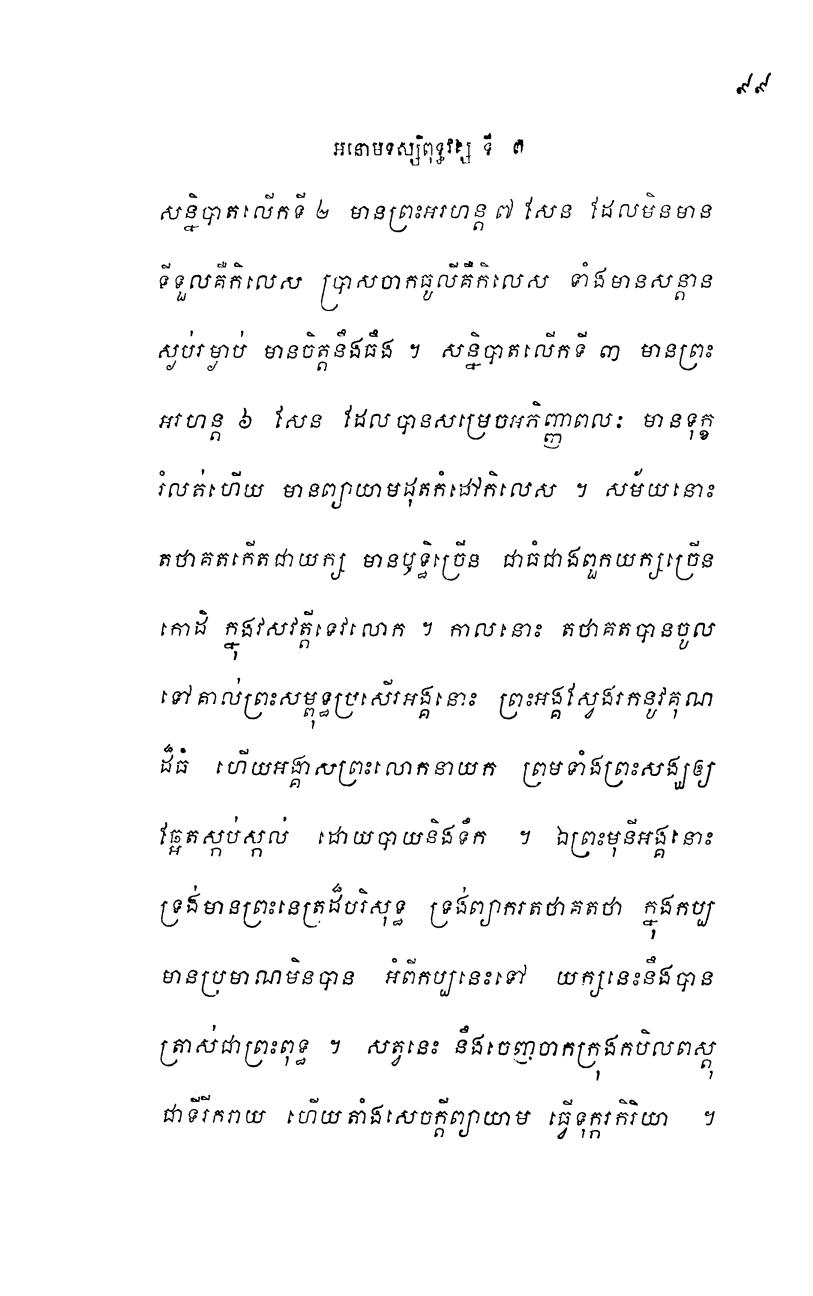 ៩៩
អនោមទស្សិពុទ្ធវង្ស ទី ៧
សន្និបាតលើកទី ២ មានព្រះអរហន្ត ៧ សែន ដែលមិនមាន
ទីទួលគឺកិលេស ប្រាសចាកធូលីគឺកិលេស ទាំងមានសន្តាន
ស្ងប់រម្ងាប់ មានចិត្តនឹងធឹង ។ សន្និបាតលើកទី ៣ មានព្រះ
អរហន្ត ៦ សែន ដែលបានសម្រេចអភិញ្ញាពលៈ មានទុក្ខ
រំលត់ហើយ មានព្យាយាមដុតកំដៅកិលេស ។ សម័យនោះ
តថាគតកើតជាយក្ស មានឫទ្ធិច្រើន ជាធំជាងពួកយក្សច្រើន
កោដិ ក្នុងវសវត្តីទេវលោក ។ កាលនោះ តថាគតបានចូល
ទៅគាល់ព្រះសម្ពុទ្ធប្រសើរអង្គនោះ ព្រះអង្គស្វែងរកនូវគុណ
ដ៏ធំ ហើយអង្គាសព្រះលោកនាយក ព្រមទាំងព្រះសង្ឃឲ្យ
ឆ្អែតស្កប់ស្កល់ ដោយបាយនិងទឹក ។ ឯព្រះមុនីអង្គនោះ
ទ្រង់មានព្រះនេត្រដ៏បរិសុទ្ធ ទ្រង់ព្យាករតថាគតថា ក្នុងកប្ប
មានប្រមាណមិនបាន អំពីកប្បនេះទៅ យក្សនេះនឹងបាន
ត្រាស់ជាព្រះពុទ្ធ ។ សត្វនេះ នឹងចេញចាកក្រុងកបិលពស្តុ
ជាទីរីករាយ ហើយតាំងសេចក្តីព្យាយាម ធ្វើទុក្ករកិរិយា ។